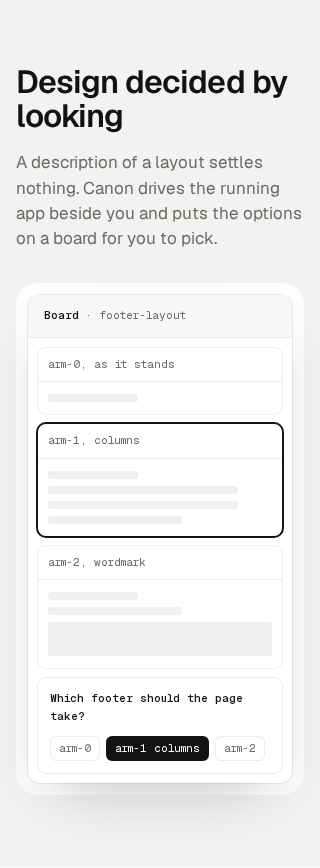 Design decided by
looking
A description of a layout settles
nothing. Canon drives the running
app beside you and puts the options
on a board for you to pick.
Board · footer-layout
arm-0, as it stands
arm-1, columns
arm-2, wordmark
Which footer should the page
take?
arm-0 arm-1 columns arm-2